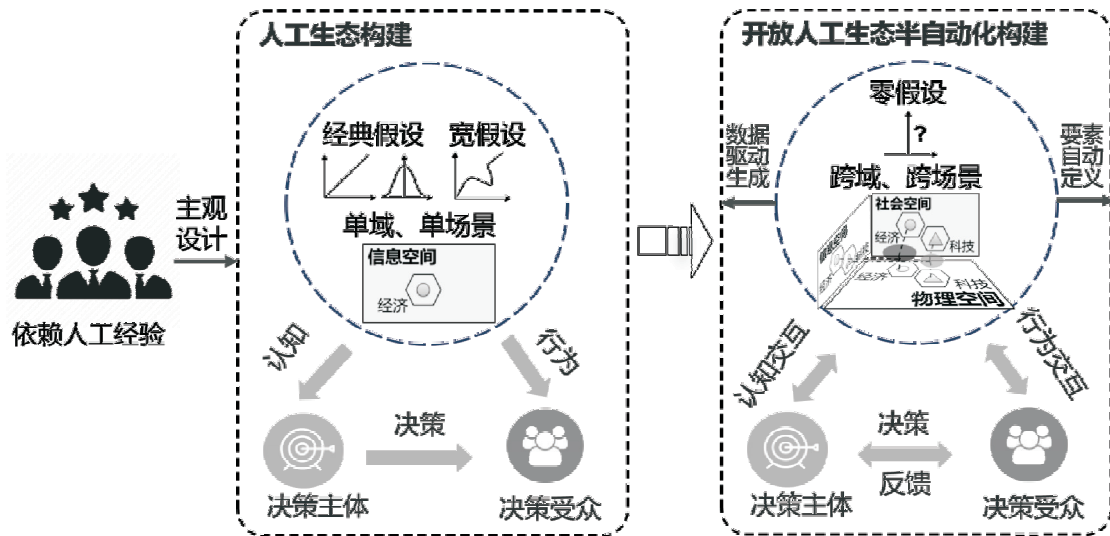 人工生态构建
经典假设
宽假设
单域、单场景
信息空间
经济
主观
设计
依赖人工经验
认知
行为
决策
决策主体
决策受众
开放人工生态半自动化构建
零假设
?
跨域、跨场景
数据
驱动
生成
要素
自动
定义
社会空间
经济
科技
经济
科技
物理空间
认知交互
行为交互
决策
反馈
决策主体
决策受众